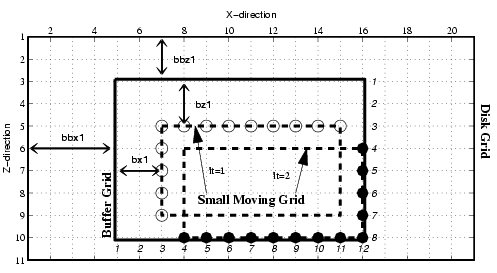 X-direction
2 4 6 8 10 12 14 16 18 20
Z-direction
1
2
3
4
5
6
7
8
9
10
11
bbz1
bz1
bbx1
bx1
lt=1
lt=2
Small Moving Grid
Buffer Grid
Disk Grid
1
2
3
4
5
6
7
8
1 2 3 4 5 6 7 8 9 10 11 12